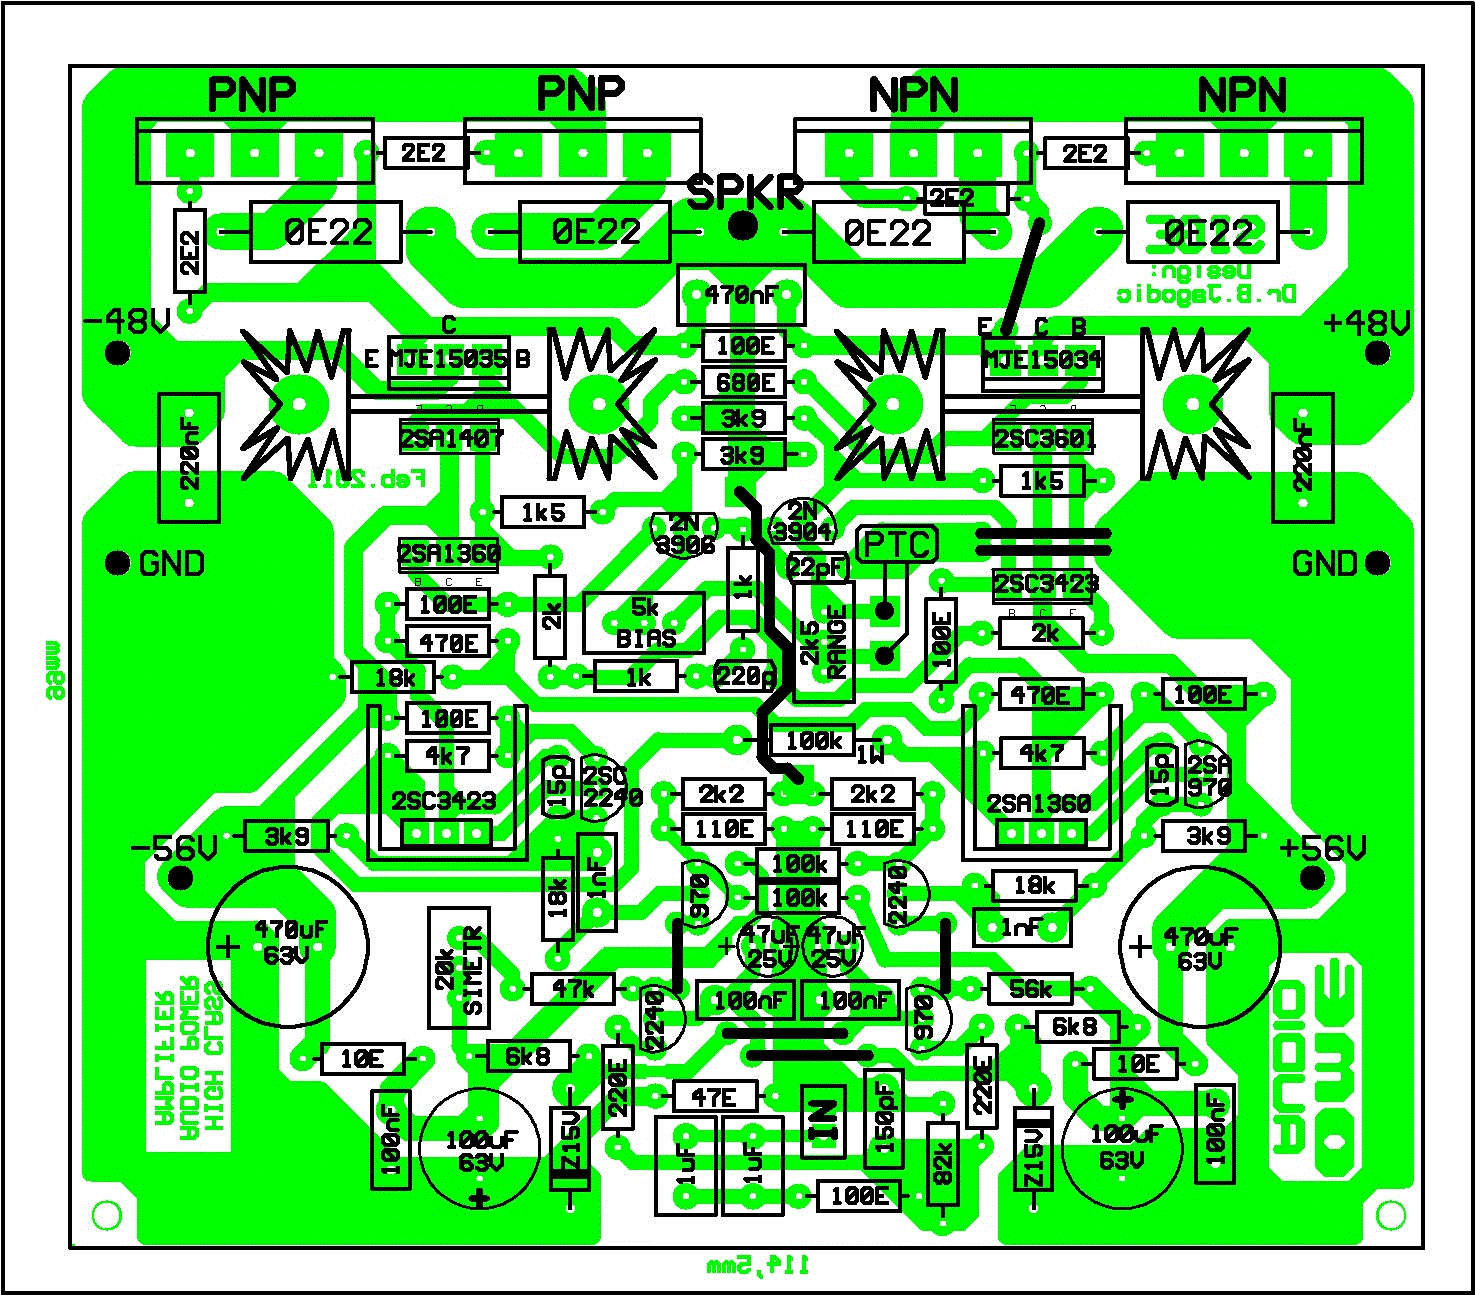 PNP PNP NPN NPN
2E2 2E2
SPKR
2E2
0E22 0E22 0E22 0E22
2E2
Design:
Dr.B.Jagodic
470nF
-48V +48V
C E C B
E MJE15035 B 100E MJE15034
680E
3k9
2SA1407 2SC3601
3k9
220nF 220nF
Feb.2011
1k5
1k5
2N 3906
2N 3904
PTC
2SA1360
B C E
GND GND
22pF
2SC3423
B C E
100E
470E
2k
5k
BIAS
1k
2k5
RANGE
100E
2k
18k
1k
220p
99mm
470E 100E
100E
4k7
100k
1W
4k7
15p
2SC
2240
15p
2SA
970
2SC3423
2k2 2k2
2SA1360
110E 110E
3k9 3k9
-56V +56V
100k
100k
18k
1nF
970
2240
18k
1nF
470uF
63V
47uF
25V
47uF
25V
470uF
63V
20k
SIMETR
47k
100nF 100nF
56k
2240
970
6k8
10E
6k8
10E
AMPLIFIER
AUDIO POWER
HIGH CLASS
220E
47E
220E
100nF
100uF
63V
Z15V
IN
150pF
Z15V
100uF
63V
100nF
1uF 1uF
82k
100E
AUDIO
114,5mm